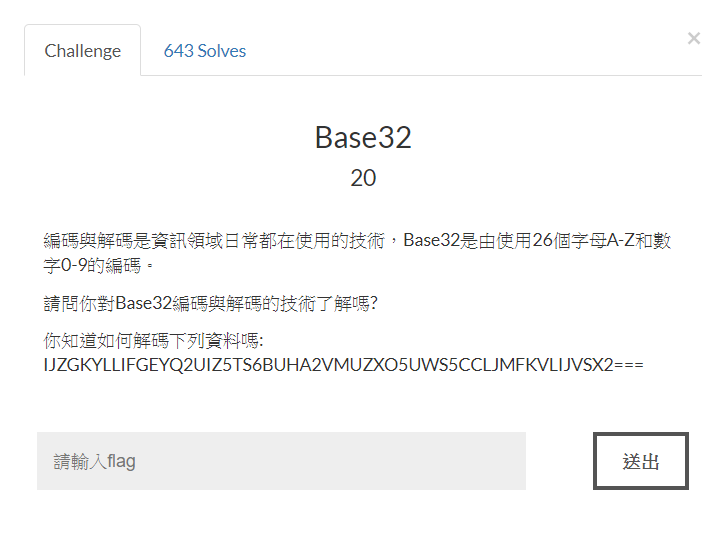 Challenge
643 Solves
×
Base32
20
編碼與解碼是資訊領域日常都在使用的技術，Base32是由使用26個字母A-Z和數
字0-9的編碼。
請問你對Base32編碼與解碼的技術了解嗎?
你知道如何解碼下列資料嗎:
IJZGKYLLIFGEYQ2UIZ5TS6BUHA2VMUZXO5UWS5CCLJMFKVLIJVSX2===
請輸入flag
送出